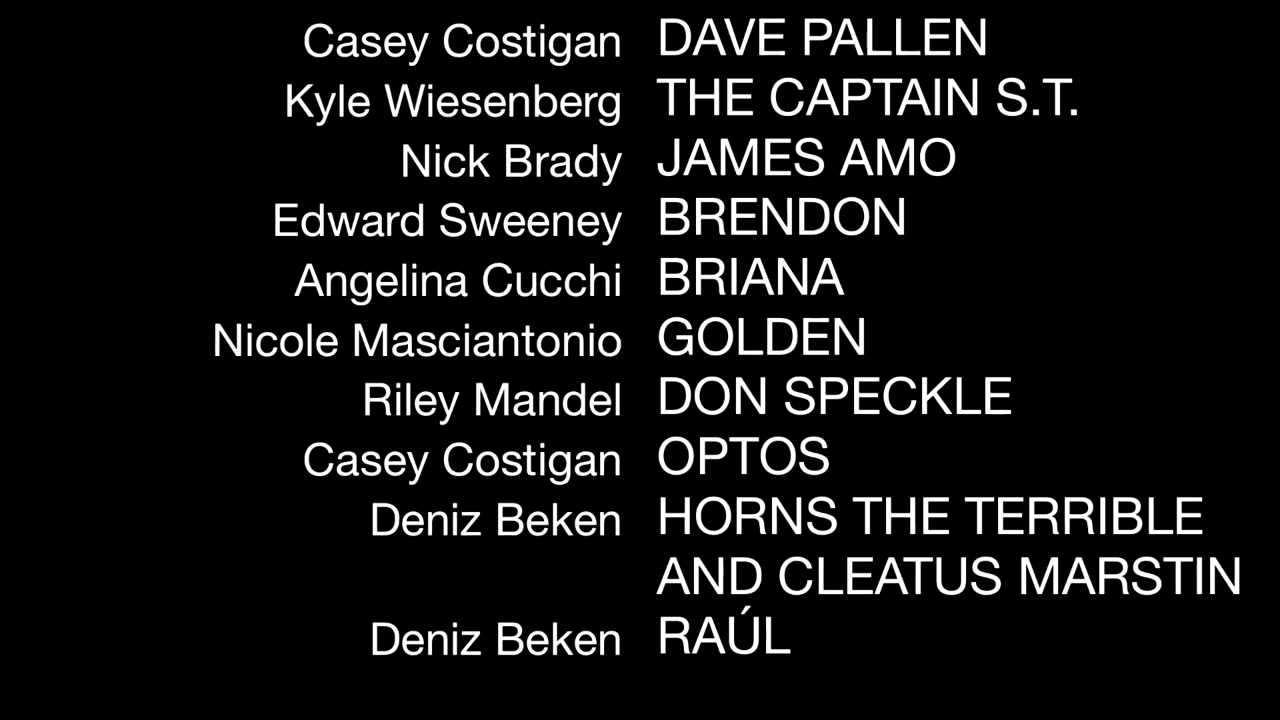 Casey Costigan DAVE PALLEN
Kyle Wiesenberg THE CAPTAIN S.T.
Nick Brady JAMES AMO
Edward Sweeney BRENDON
Angelina Cucchi BRIANA
Nicole Masciantonio GOLDEN
Riley Mandel DON SPECKLE
Casey Costigan OPTOS
Deniz Beken HORNS THE TERRIBLE
AND CLEATUS MARSTIN
Deniz Beken RAÚL